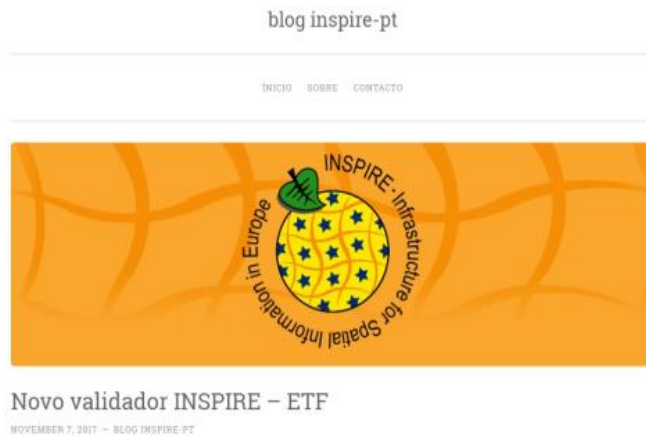 blog inspire-pt
ÍNICIO SOBRE CONTACTO
INSPIRE · Infrastructure for Spatial Information in Europe
Novo validador INSPIRE – ETF
NOVEMBER 7, 2017 ~ BLOG INSPIRE-PT